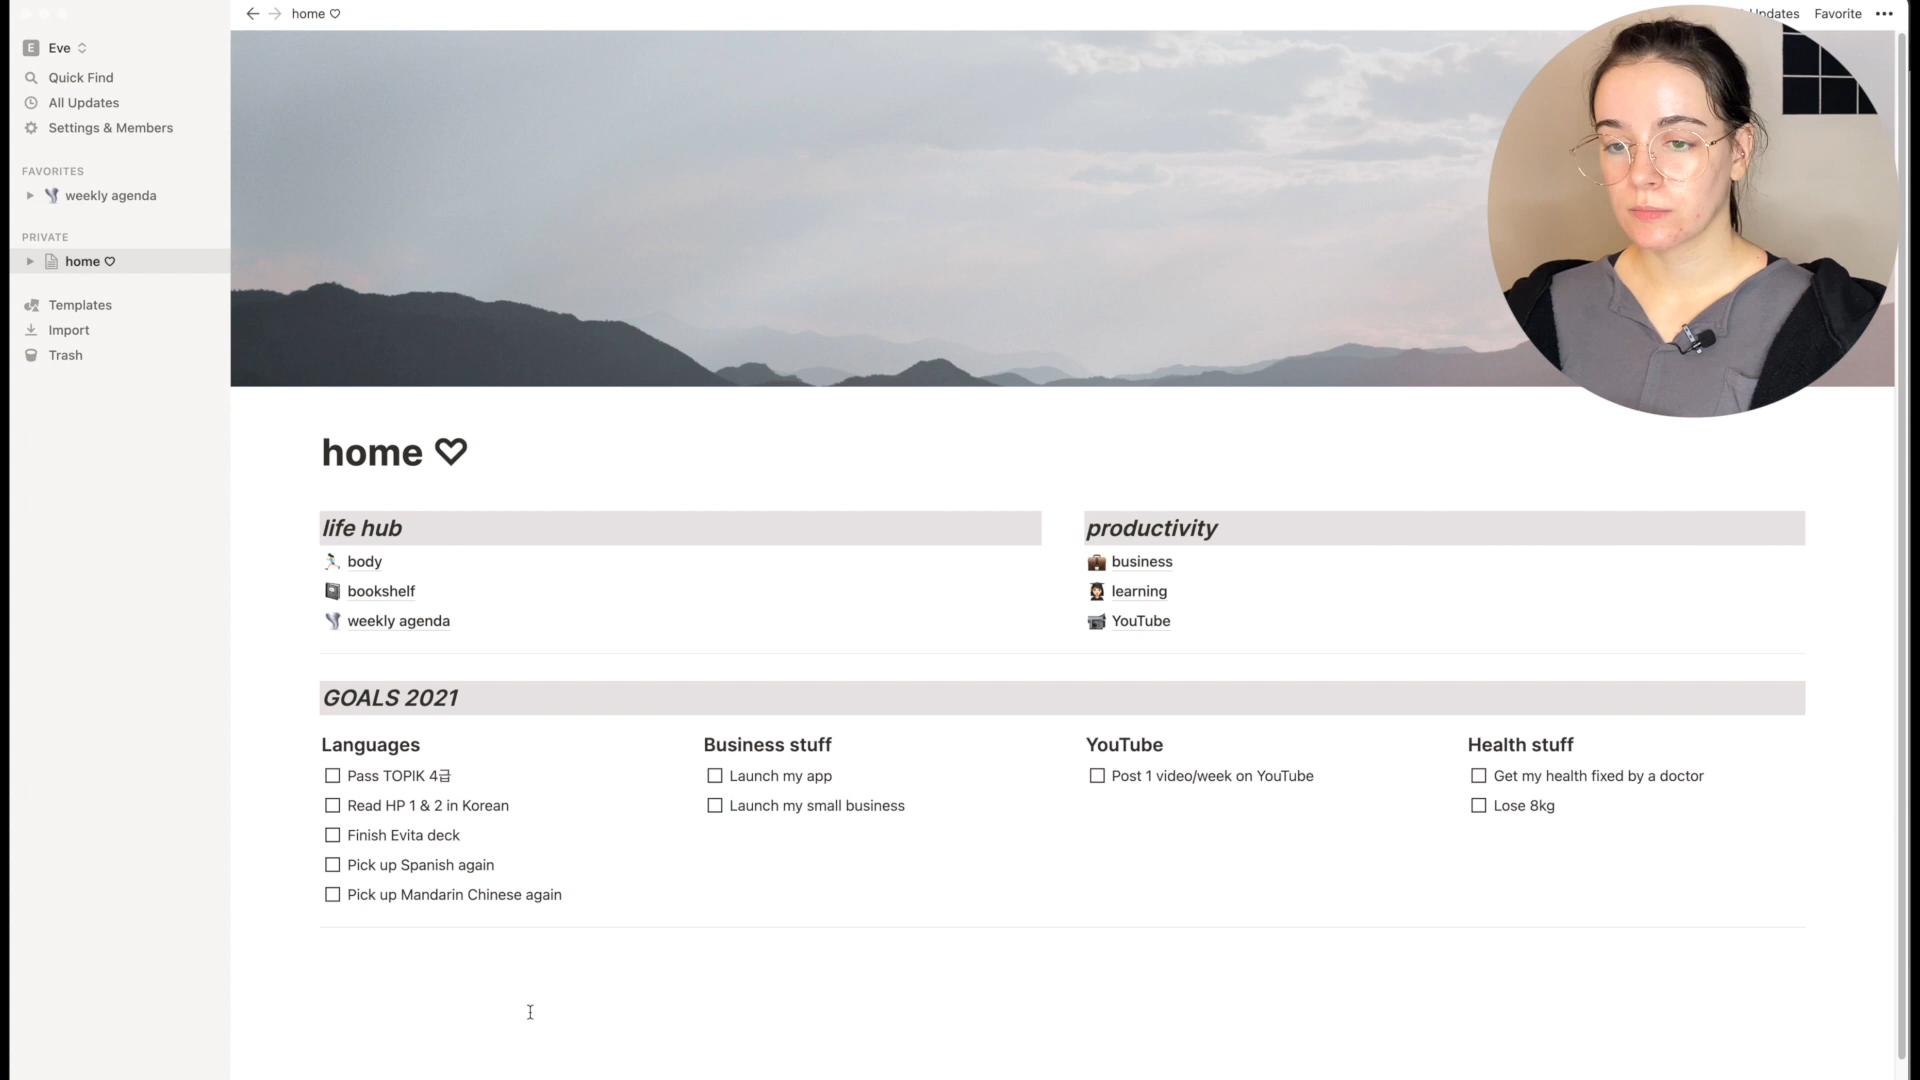 home ♡
Updates
Favorite
E Eve
Quick Find
All Updates
Settings & Members
FAVORITES
weekly agenda
PRIVATE
home ♡
Templates
Import
Trash
home ♡
life hub
body
bookshelf
weekly agenda
productivity
business
learning
YouTube
GOALS 2021
Languages
Pass TOPIK 4급
Read HP 1 & 2 in Korean
Finish Evita deck
Pick up Spanish again
Pick up Mandarin Chinese again
Business stuff
Launch my app
Launch my small business
YouTube
Post 1 video/week on YouTube
Health stuff
Get my health fixed by a doctor
Lose 8kg